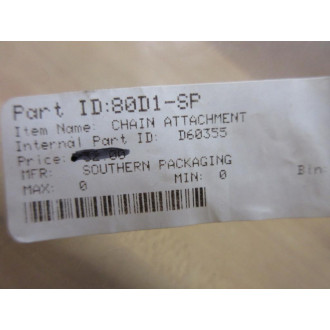 Part ID:80D1-SP
Item Name: CHAIN ATTACHMENT
Internal Part ID: D60355
Price:
MFR: SOUTHERN PACKAGING
MAX: 0 MIN: 0 Bin